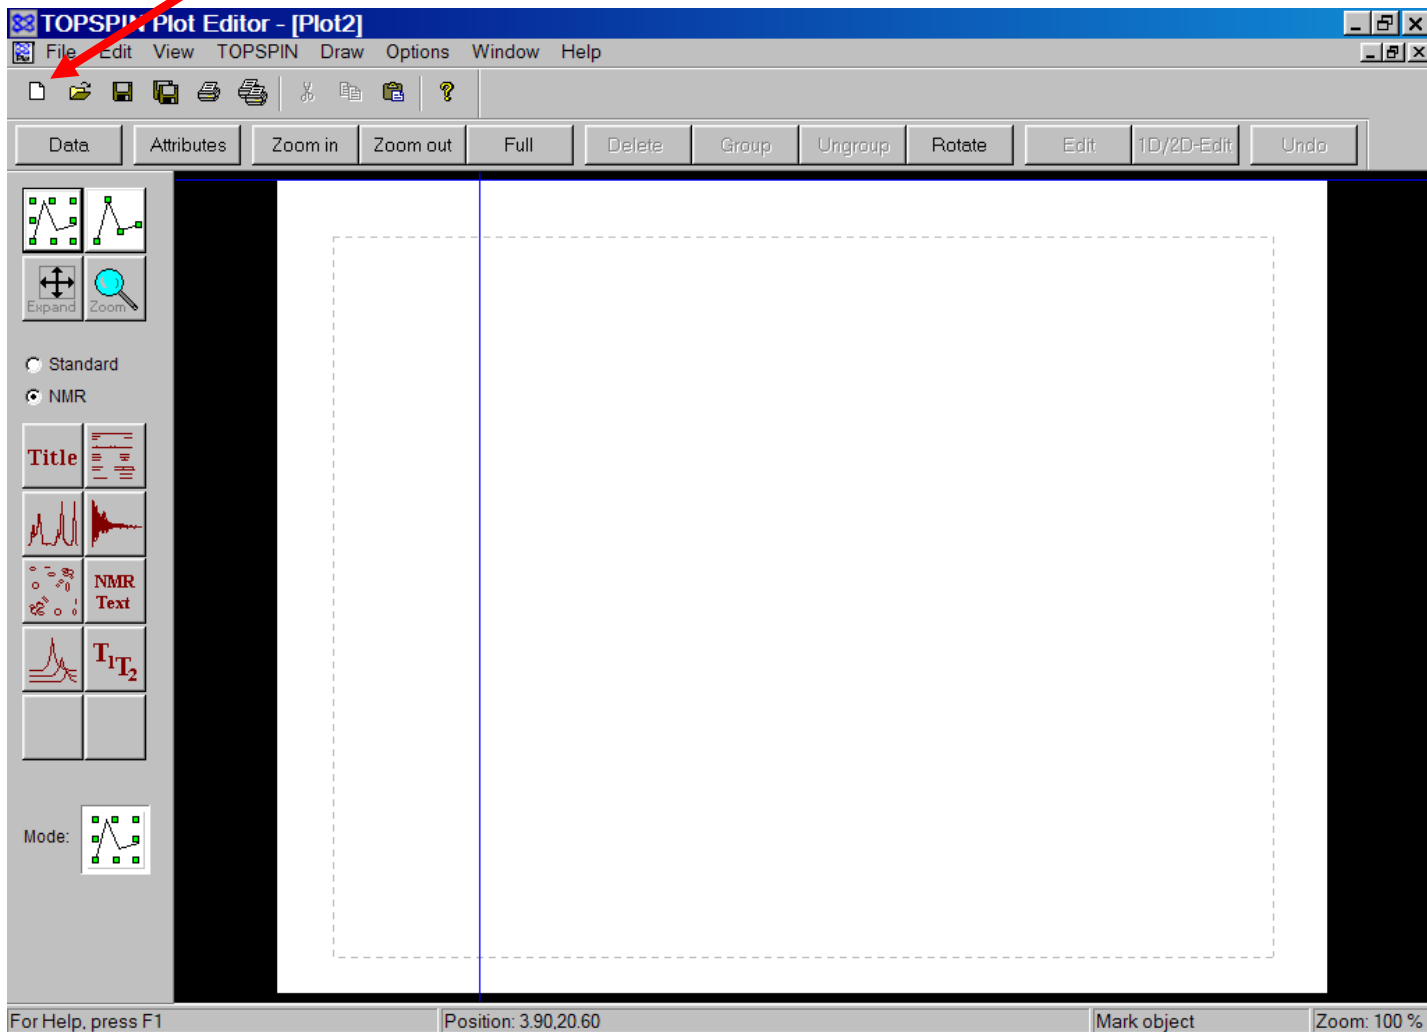 TOPSPIN Plot Editor - [Plot2]
File Edit View TOPSPIN Draw Options Window Help
Data Attributes Zoom in Zoom out Full Delete Group Ungroup Rotate Edit 1D/2D-Edit Undo
Expand Zoom
Standard
NMR
Title
NMR
Text
T1T2
Mode:
For Help, press F1 Position: 3.90,20.60 Mark object Zoom: 100 %